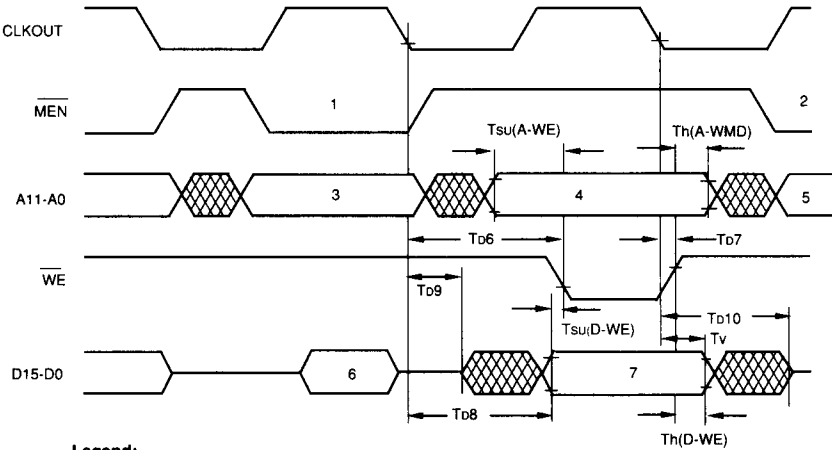 CLKOUT
MEN
1
2
Tsu(A-WE)
Th(A-WMD)
A11-A0
3
4
5
TD6
TD7
WE
TD9
TD10
Tsu(D-WE)
Tv
D15-D0
6
7
TD8
Th(D-WE)
Legend: